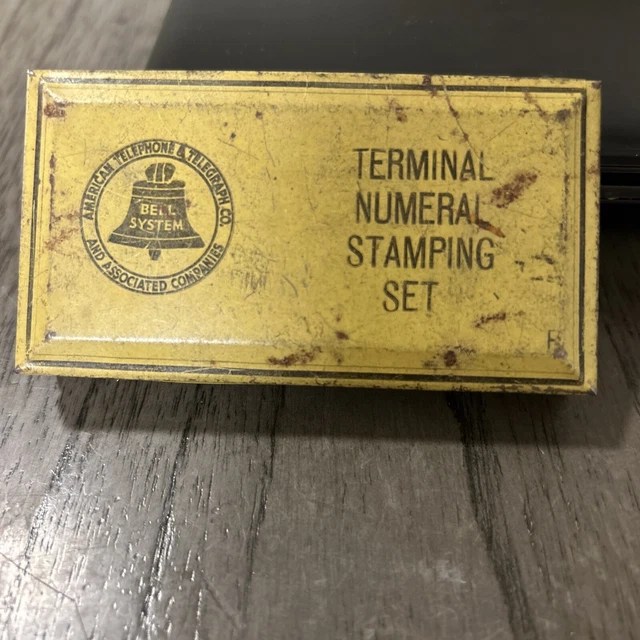 AMERICAN TELEPHONE & TELEGRAPH CO.
AND ASSOCIATED COMPANIES
BELL
SYSTEM
TERMINAL
NUMERAL
STAMPING
SET